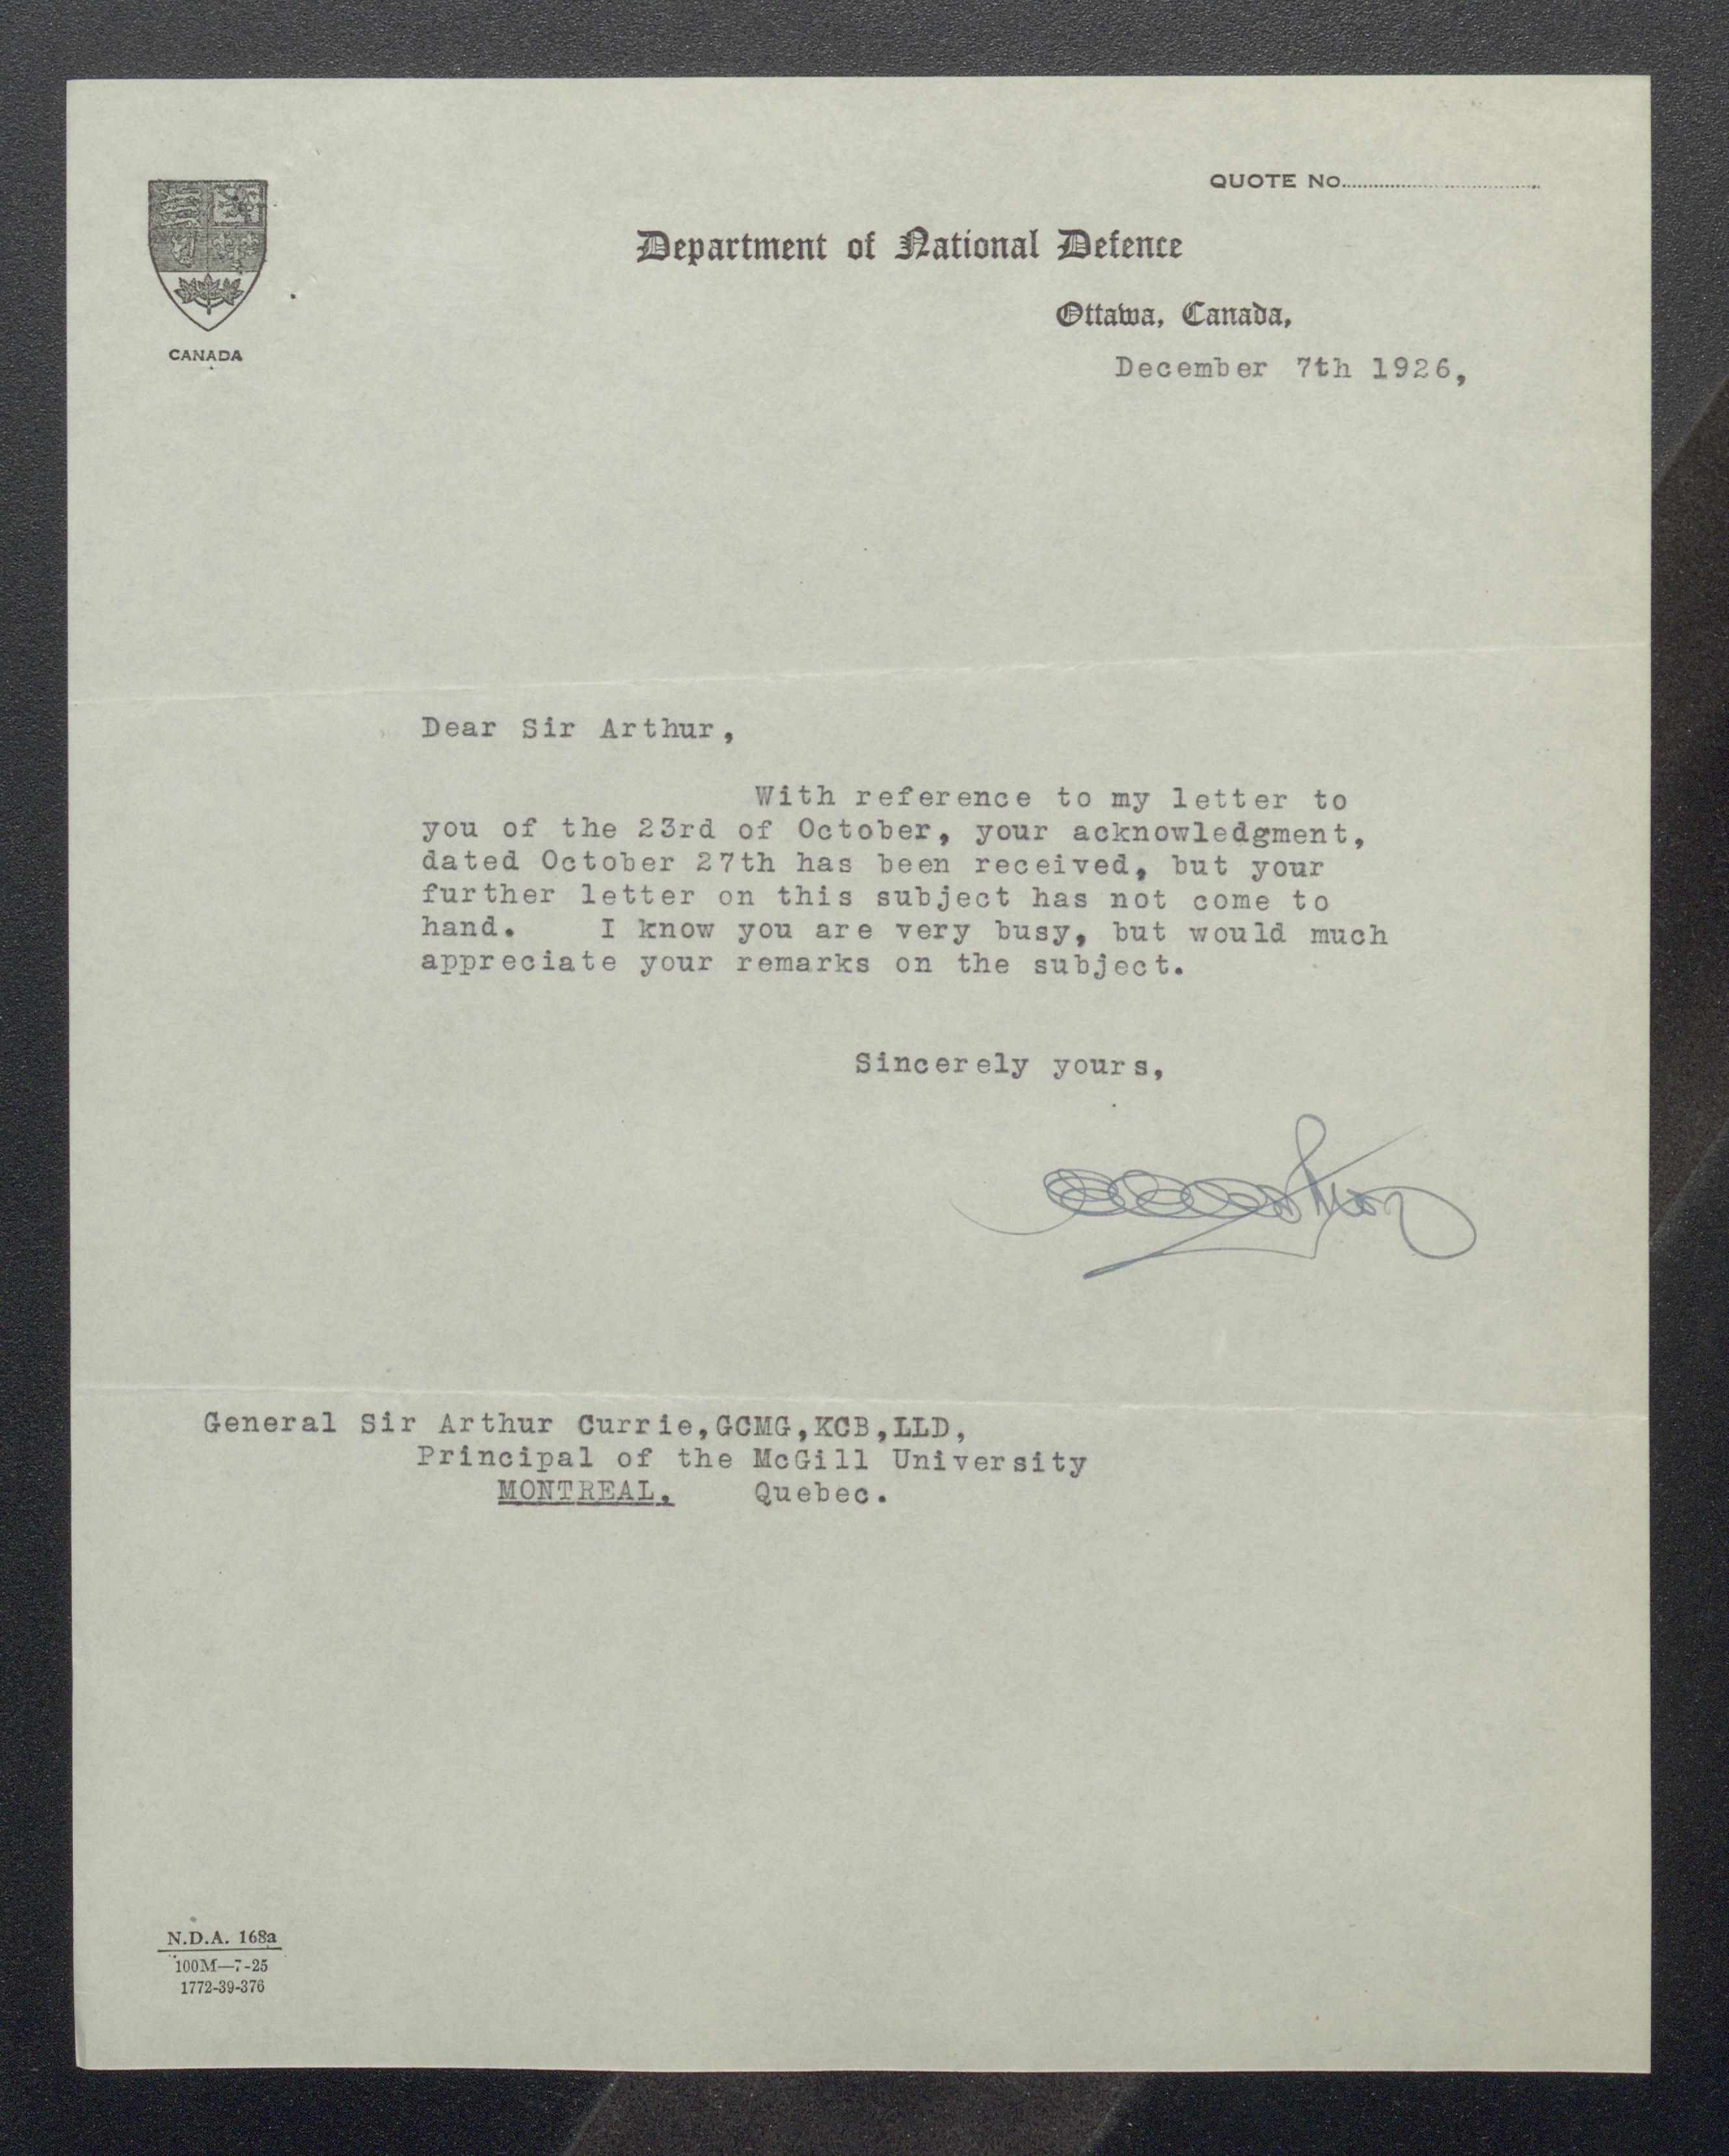 QUOTE No.
Department of National Defence
Ottawa, Canada,
CANADA
December 7th 1926,
Dear Sir Arthur,
With reference to my letter to
you of the 23rd of October, your acknowledgment,
dated October 27th has been received, but your
further letter on this subject has not come to
hand. I know you are very busy, but would much
appreciate your remarks on the subject.
Sincerely yours,
General Sir Arthur Currie,GCMG,KCB,LLD,
Principal of the McGill University
MONTREAL. Quebec.
N.D.A. 168a
100M—7-25
1772-39-376